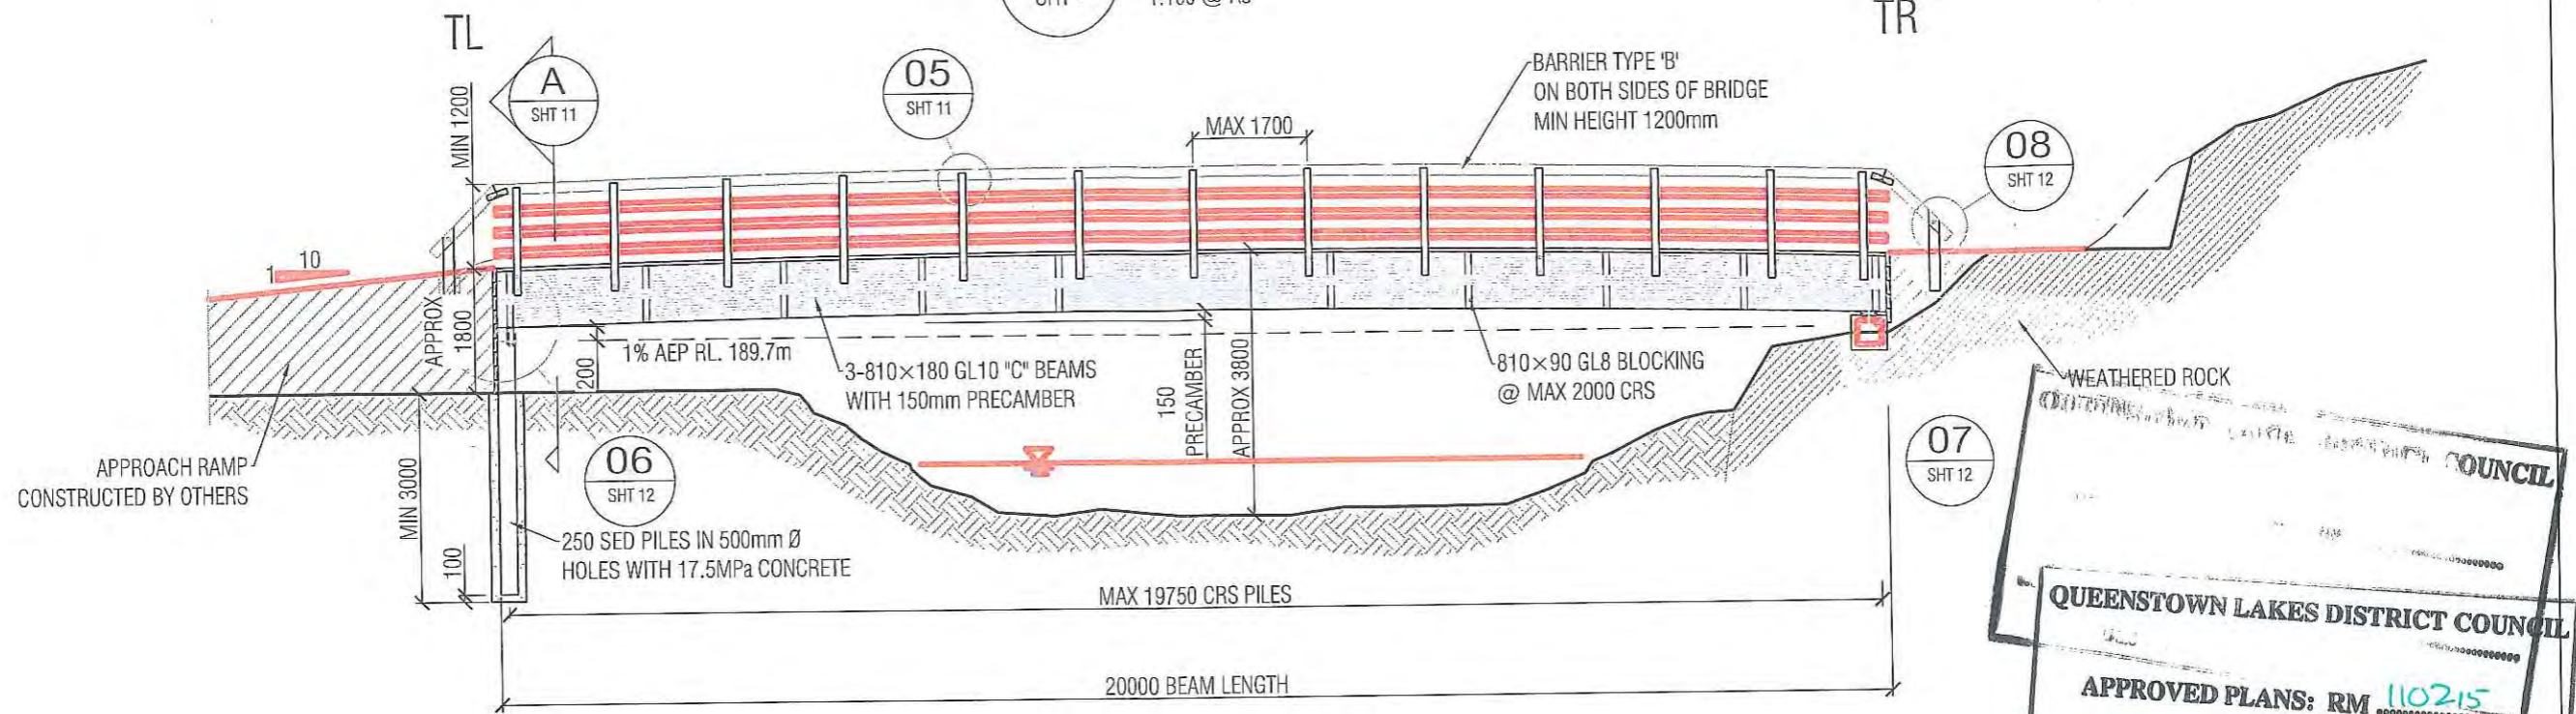 TL
TR
A
SHT 11
05
SHT 11
BARRIER TYPE 'B'
ON BOTH SIDES OF BRIDGE
MIN HEIGHT 1200mm
MAX 1700
MIN 1200
08
SHT 12
1
10
APPROX
1800
1% AEP RL. 189.7m
200
3-810×180 GL10 "C" BEAMS
WITH 150mm PRECAMBER
150
PRECAMBER
APPROX 3800
810×90 GL8 BLOCKING
@ MAX 2000 CRS
WEATHERED ROCK
APPROACH RAMP
CONSTRUCTED BY OTHERS
06
SHT 12
07
SHT 12
MIN 3000
100
250 SED PILES IN 500mm Ø
HOLES WITH 17.5MPa CONCRETE
MAX 19750 CRS PILES
20000 BEAM LENGTH
COUNCIL
QUEENSTOWN LAKES DISTRICT COUNCIL
APPROVED PLANS: RM 110215